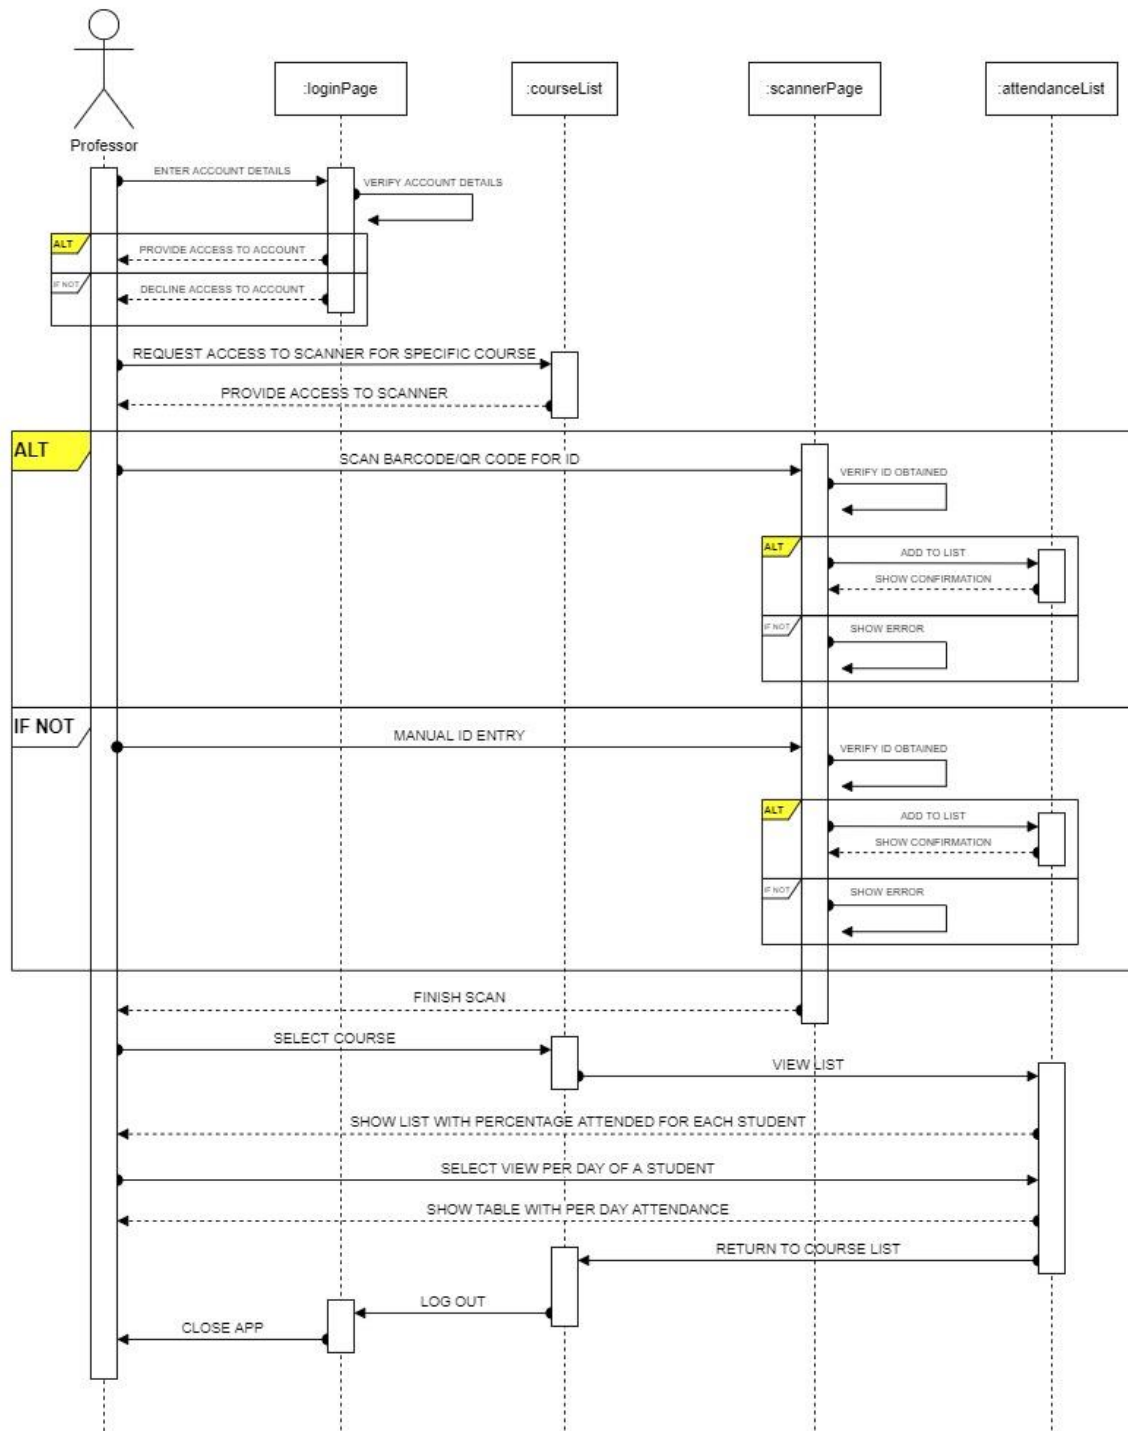 :loginPage
:courseList
:scannerPage
:attendanceList
Professor
ENTER ACCOUNT DETAILS
VERIFY ACCOUNT DETAILS
ALT
PROVIDE ACCESS TO ACCOUNT
IF NOT
DECLINE ACCESS TO ACCOUNT
REQUEST ACCESS TO SCANNER FOR SPECIFIC COURSE
PROVIDE ACCESS TO SCANNER
ALT
SCAN BARCODE/QR CODE FOR ID
VERIFY ID OBTAINED
ALT
ADD TO LIST
SHOW CONFIRMATION
IF NOT
SHOW ERROR
IF NOT
MANUAL ID ENTRY
VERIFY ID OBTAINED
ALT
ADD TO LIST
SHOW CONFIRMATION
IF NOT
SHOW ERROR
FINISH SCAN
SELECT COURSE
VIEW LIST
SHOW LIST WITH PERCENTAGE ATTENDED FOR EACH STUDENT
SELECT VIEW PER DAY OF A STUDENT
SHOW TABLE WITH PER DAY ATTENDANCE
RETURN TO COURSE LIST
LOG OUT
CLOSE APP